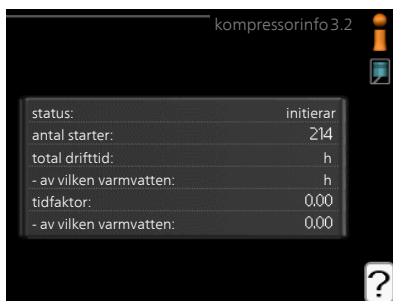 kompressorinfo 3.2
status: initierar
antal starter: 214
total drifttid: h
- av vilken varmvatten: h
tidfaktor: 0.00
- av vilken varmvatten: 0.00
?